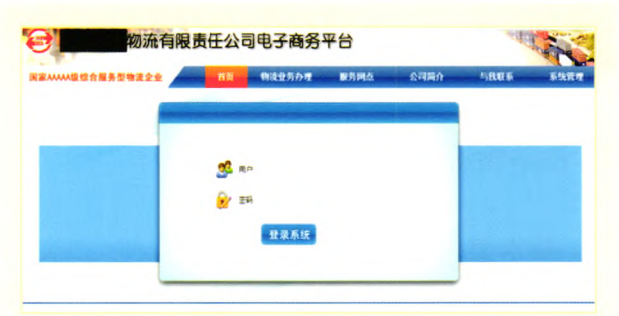 物流有限责任公司电子商务平台
国家AAAAA级综合服务型物流企业 首页 物流业务办理 服务网点 公司简介 与我联系 系统管理
用户
密码
登录系统